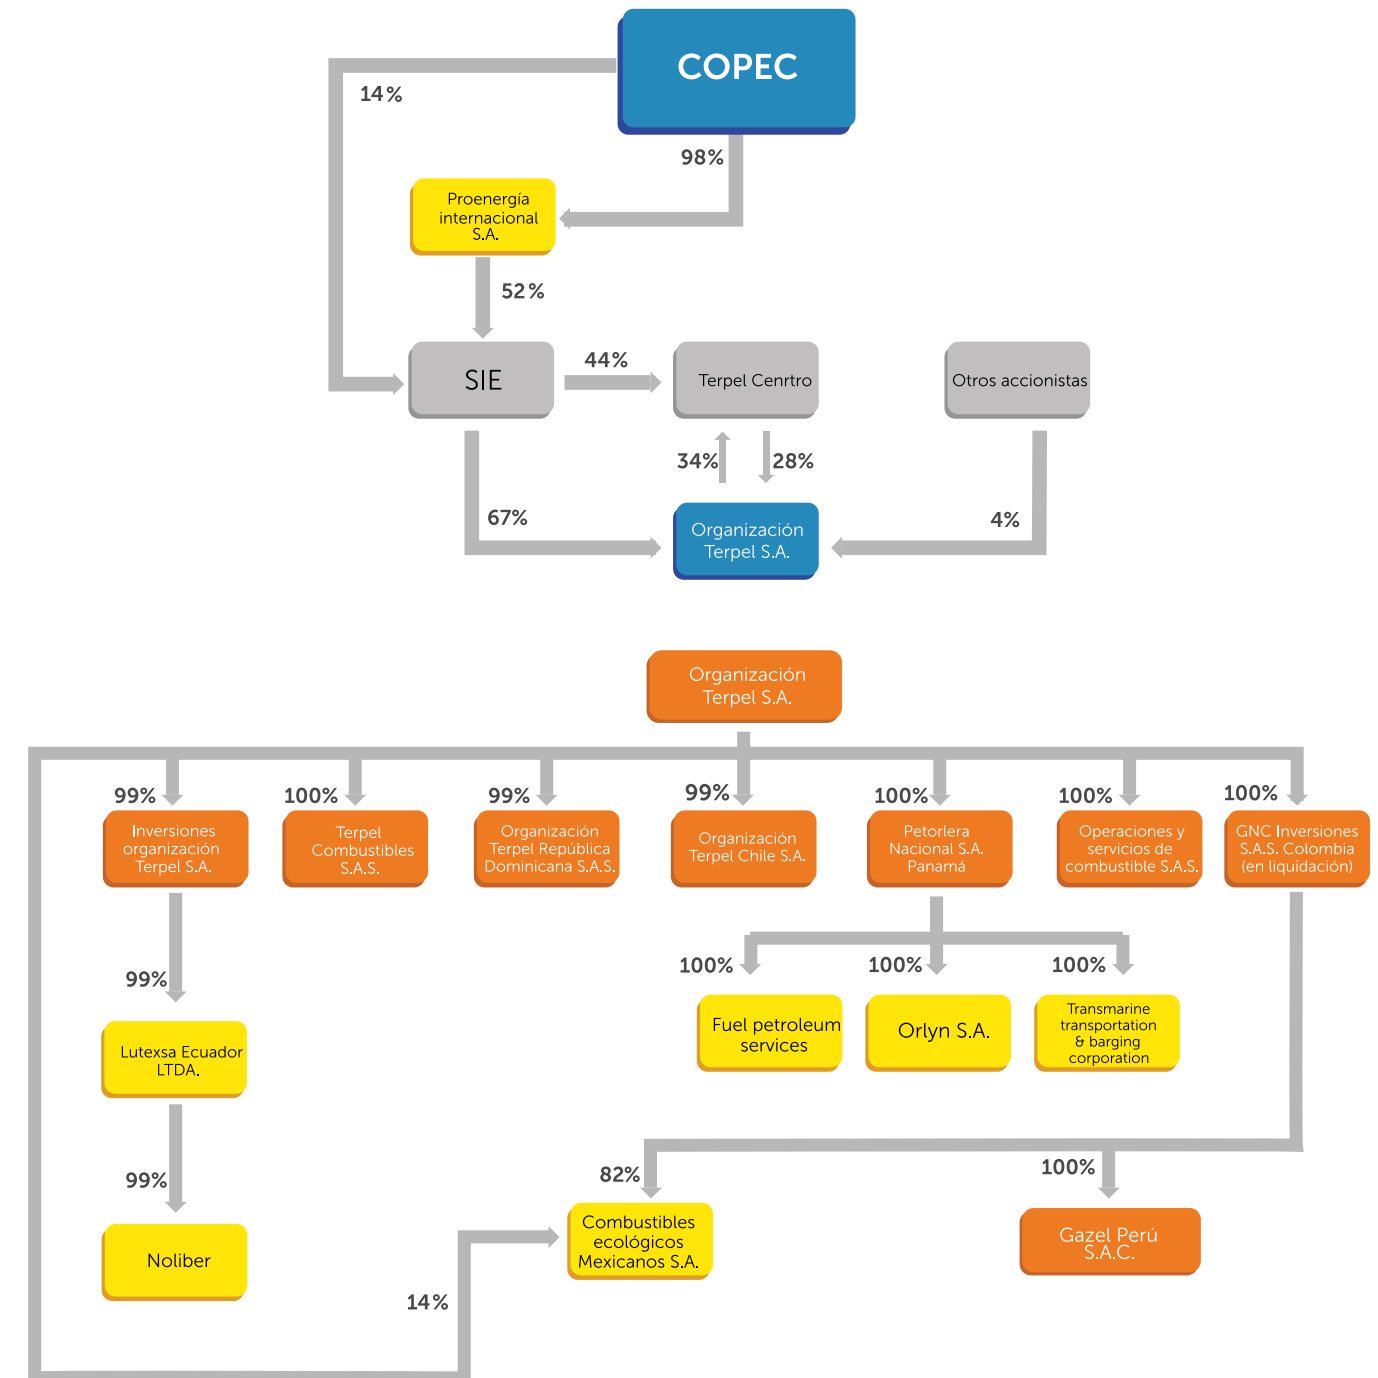 COPEC
14%
98%
Proenergía
internacional
S.A.
52%
SIE
44%
Terpel Cenrtro
Otros accionistas
34%
28%
67%
4%
Organización
Terpel S.A.
Organización
Terpel S.A.
99%
100%
99%
99%
100%
100%
100%
Inversiones
organización
Terpel S.A.
Terpel
Combustibles
S.A.S.
Organización
Terpel República
Dominicana S.A.S.
Organización
Terpel Chile S.A.
Petorlera
Nacional S.A.
Panamá
Operaciones y
servicios de
combustible S.A.S.
GNC Inversiones
S.A.S. Colombia
(en liquidación)
99%
100%
100%
100%
Lutexsa Ecuador
LTDA.
Fuel petroleum
services
Orlyn S.A.
Transmarine
transportation
& barging
corporation
99%
82%
100%
Noliber
Combustibles
ecológicos
Mexicanos S.A.
Gazel Perú
S.A.C.
14%